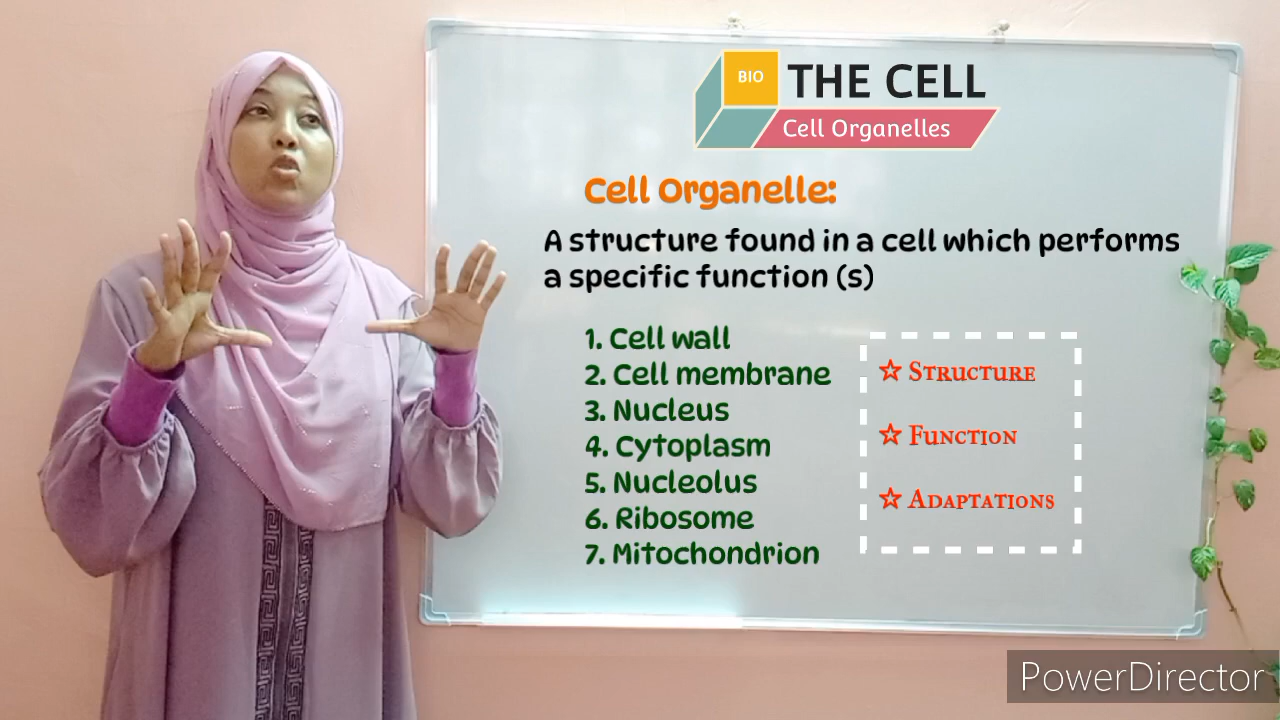 BIO
THE CELL
Cell Organelles
Cell Organelle:
A structure found in a cell which performs
a specific function (s)
1. Cell wall
2. Cell membrane
3. Nucleus
4. Cytoplasm
5. Nucleolus
6. Ribosome
7. Mitochondrion
☆ Structure
☆ Function
☆ Adaptations
PowerDirector